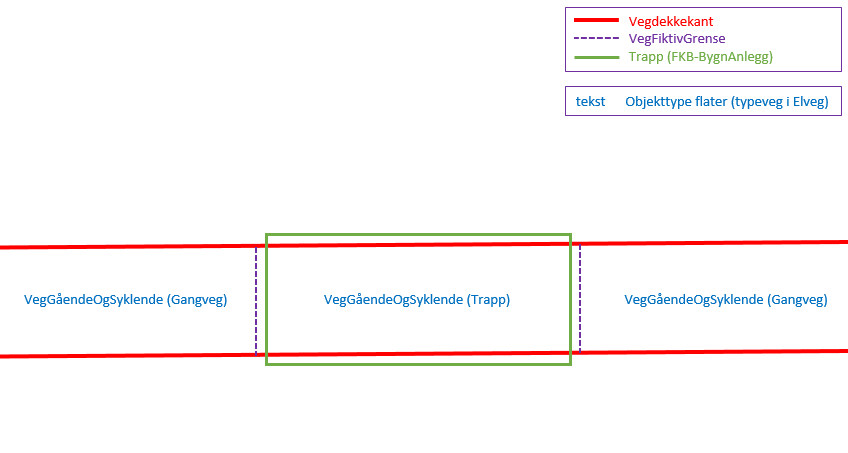 Vegdekkekant
VegFiktivGrense
Trapp (FKB-BygnAnlegg)
tekst Objekttype flater (typeveg i Elveg)
VegGåendeOgSyklende (Gangveg)
VegGåendeOgSyklende (Trapp)
VegGåendeOgSyklende (Gangveg)